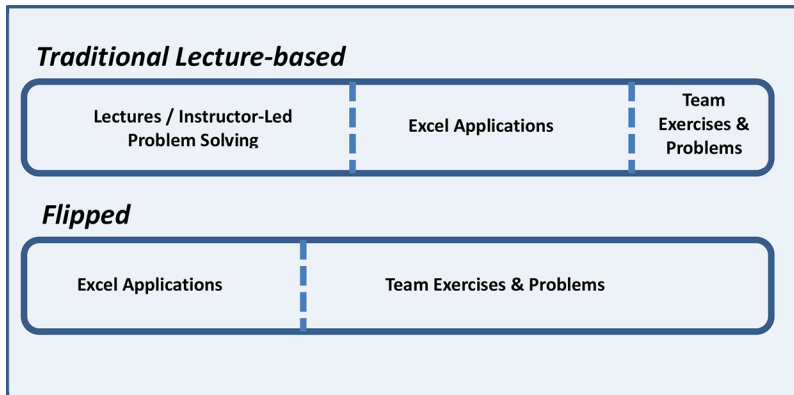 Traditional Lecture-based
Lectures / Instructor-Led
Problem Solving
Excel Applications
Team
Exercises &
Problems
Flipped
Excel Applications
Team Exercises & Problems